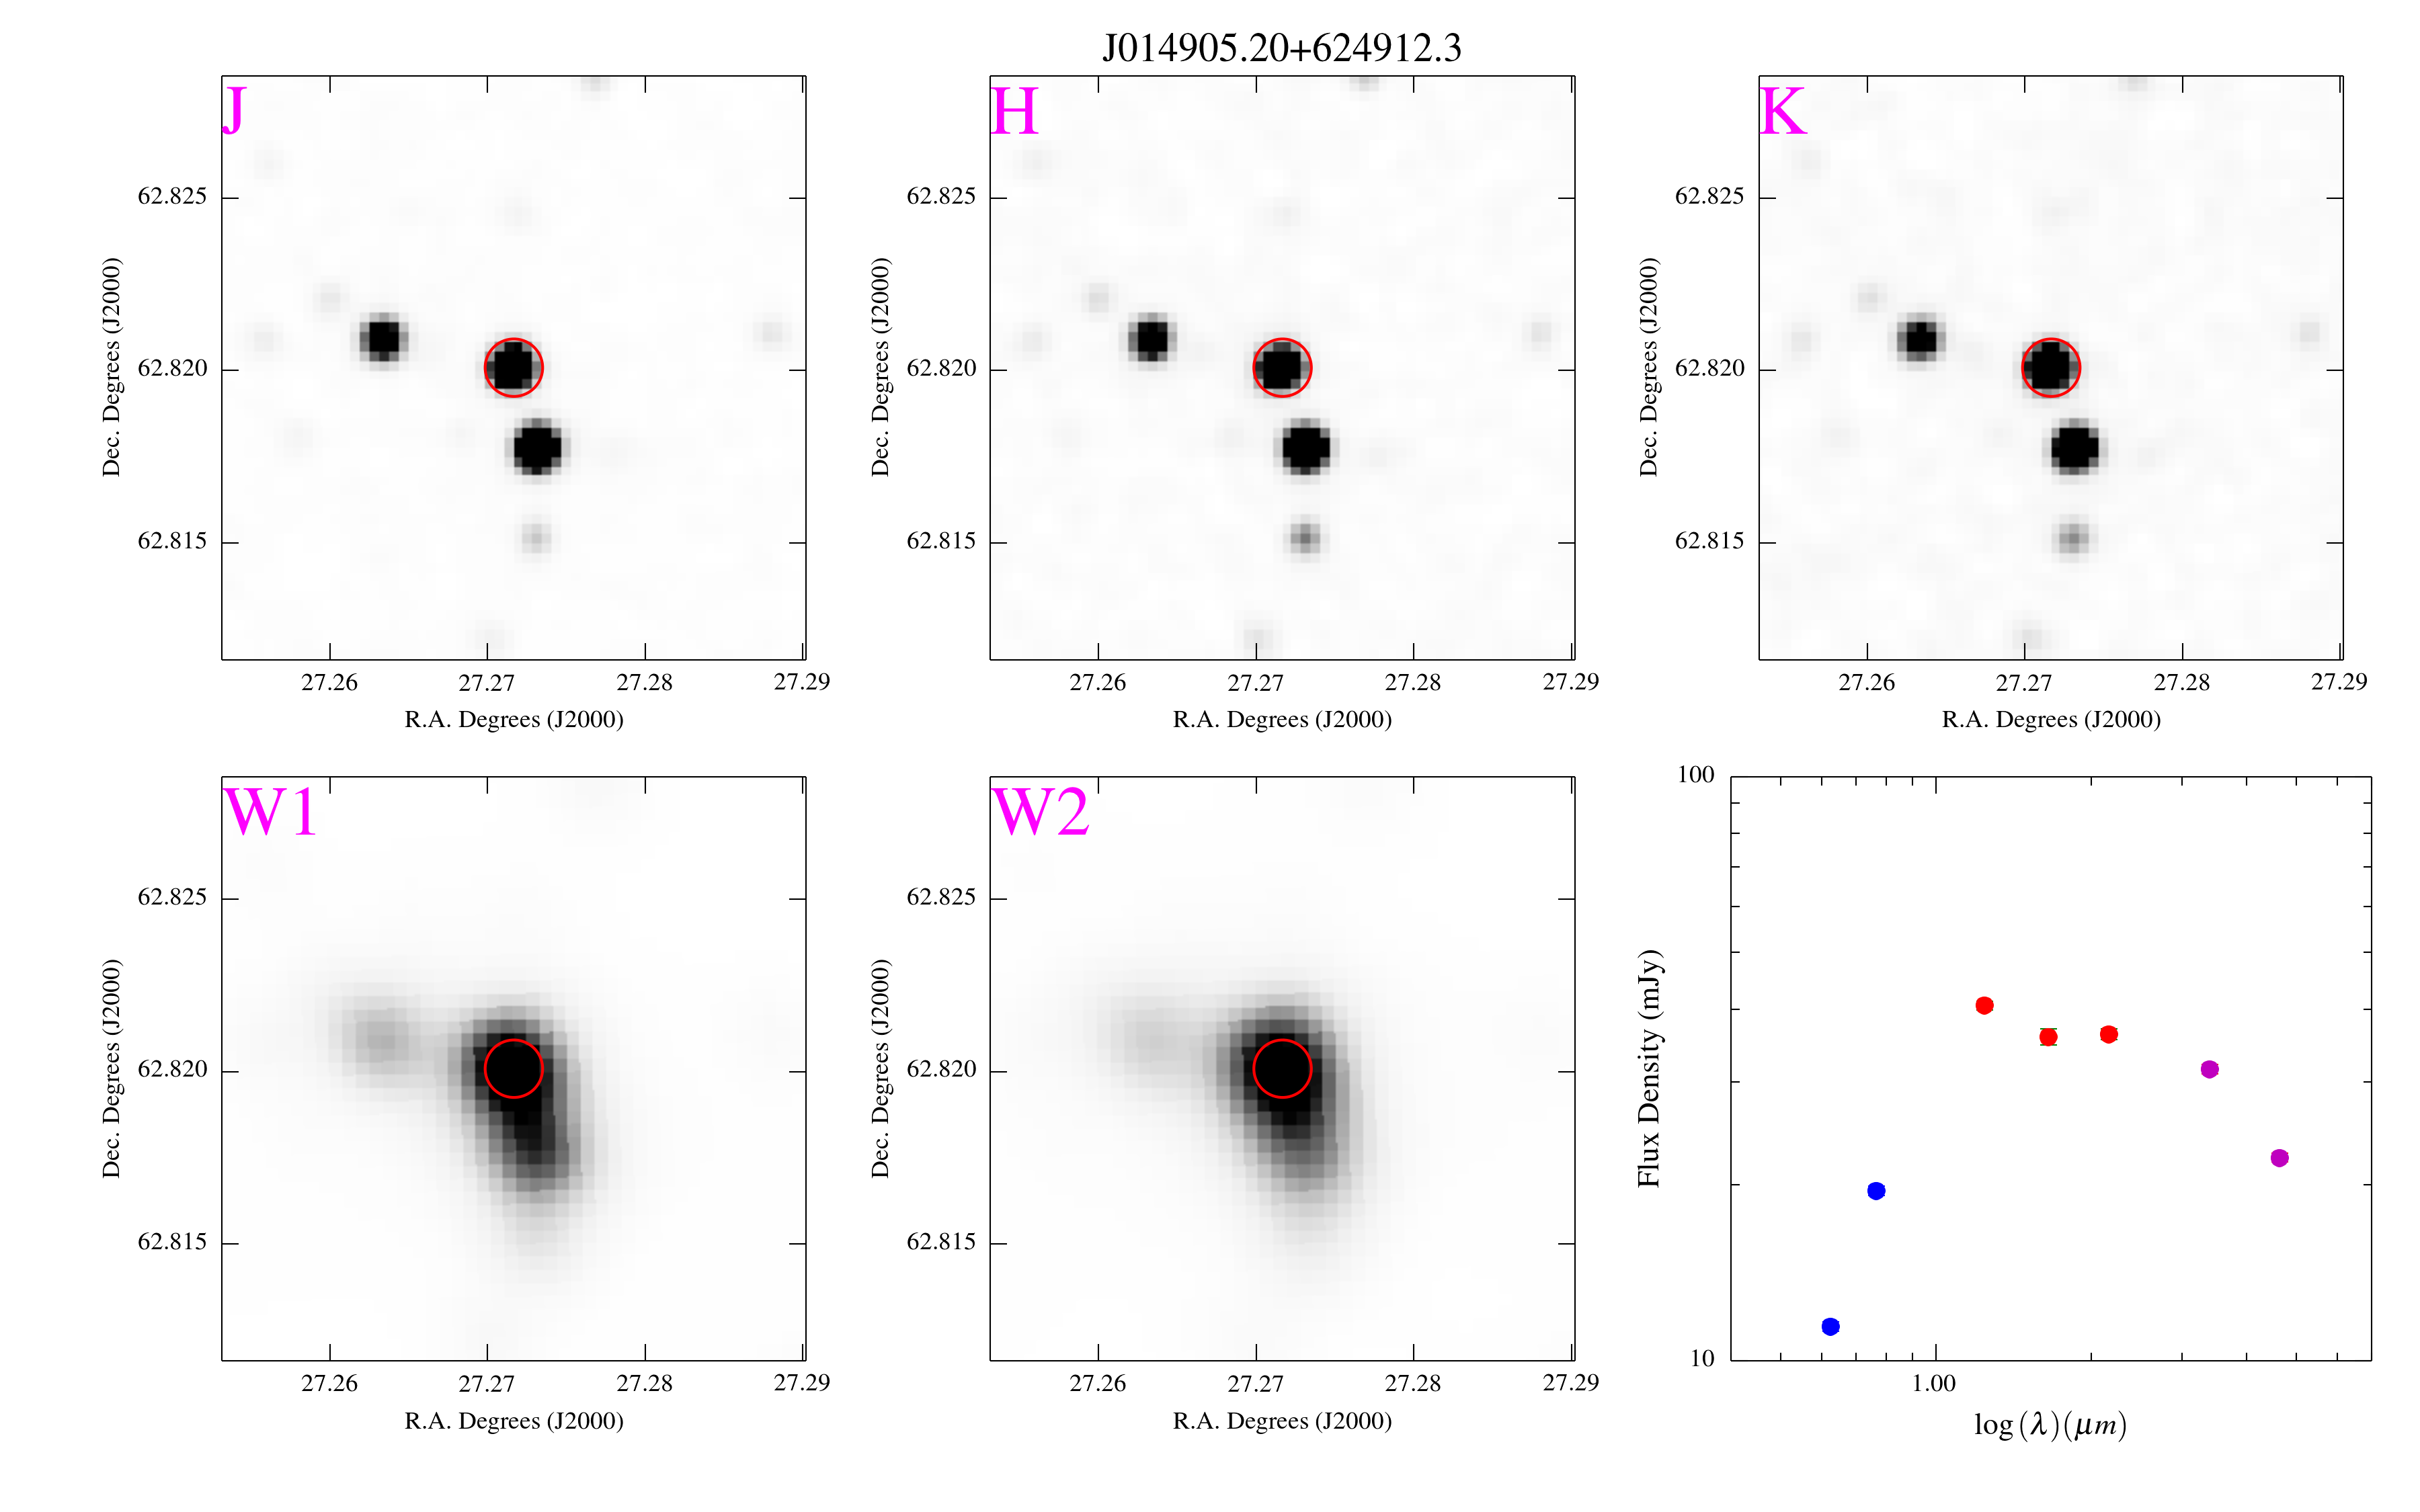 J014905.20+624912.3
J
62.825
62.820
62.815
Dec. Degrees (J2000)
27.26 27.27 27.28 27.29
R.A. Degrees (J2000)
H
62.825
62.820
62.815
Dec. Degrees (J2000)
27.26 27.27 27.28 27.29
R.A. Degrees (J2000)
K
62.825
62.820
62.815
Dec. Degrees (J2000)
27.26 27.27 27.28 27.29
R.A. Degrees (J2000)
W1
62.825
62.820
62.815
Dec. Degrees (J2000)
27.26 27.27 27.28 27.29
R.A. Degrees (J2000)
W2
62.825
62.820
62.815
Dec. Degrees (J2000)
27.26 27.27 27.28 27.29
R.A. Degrees (J2000)
100
10
Flux Density (mJy)
1.00
log (λ)(μm)